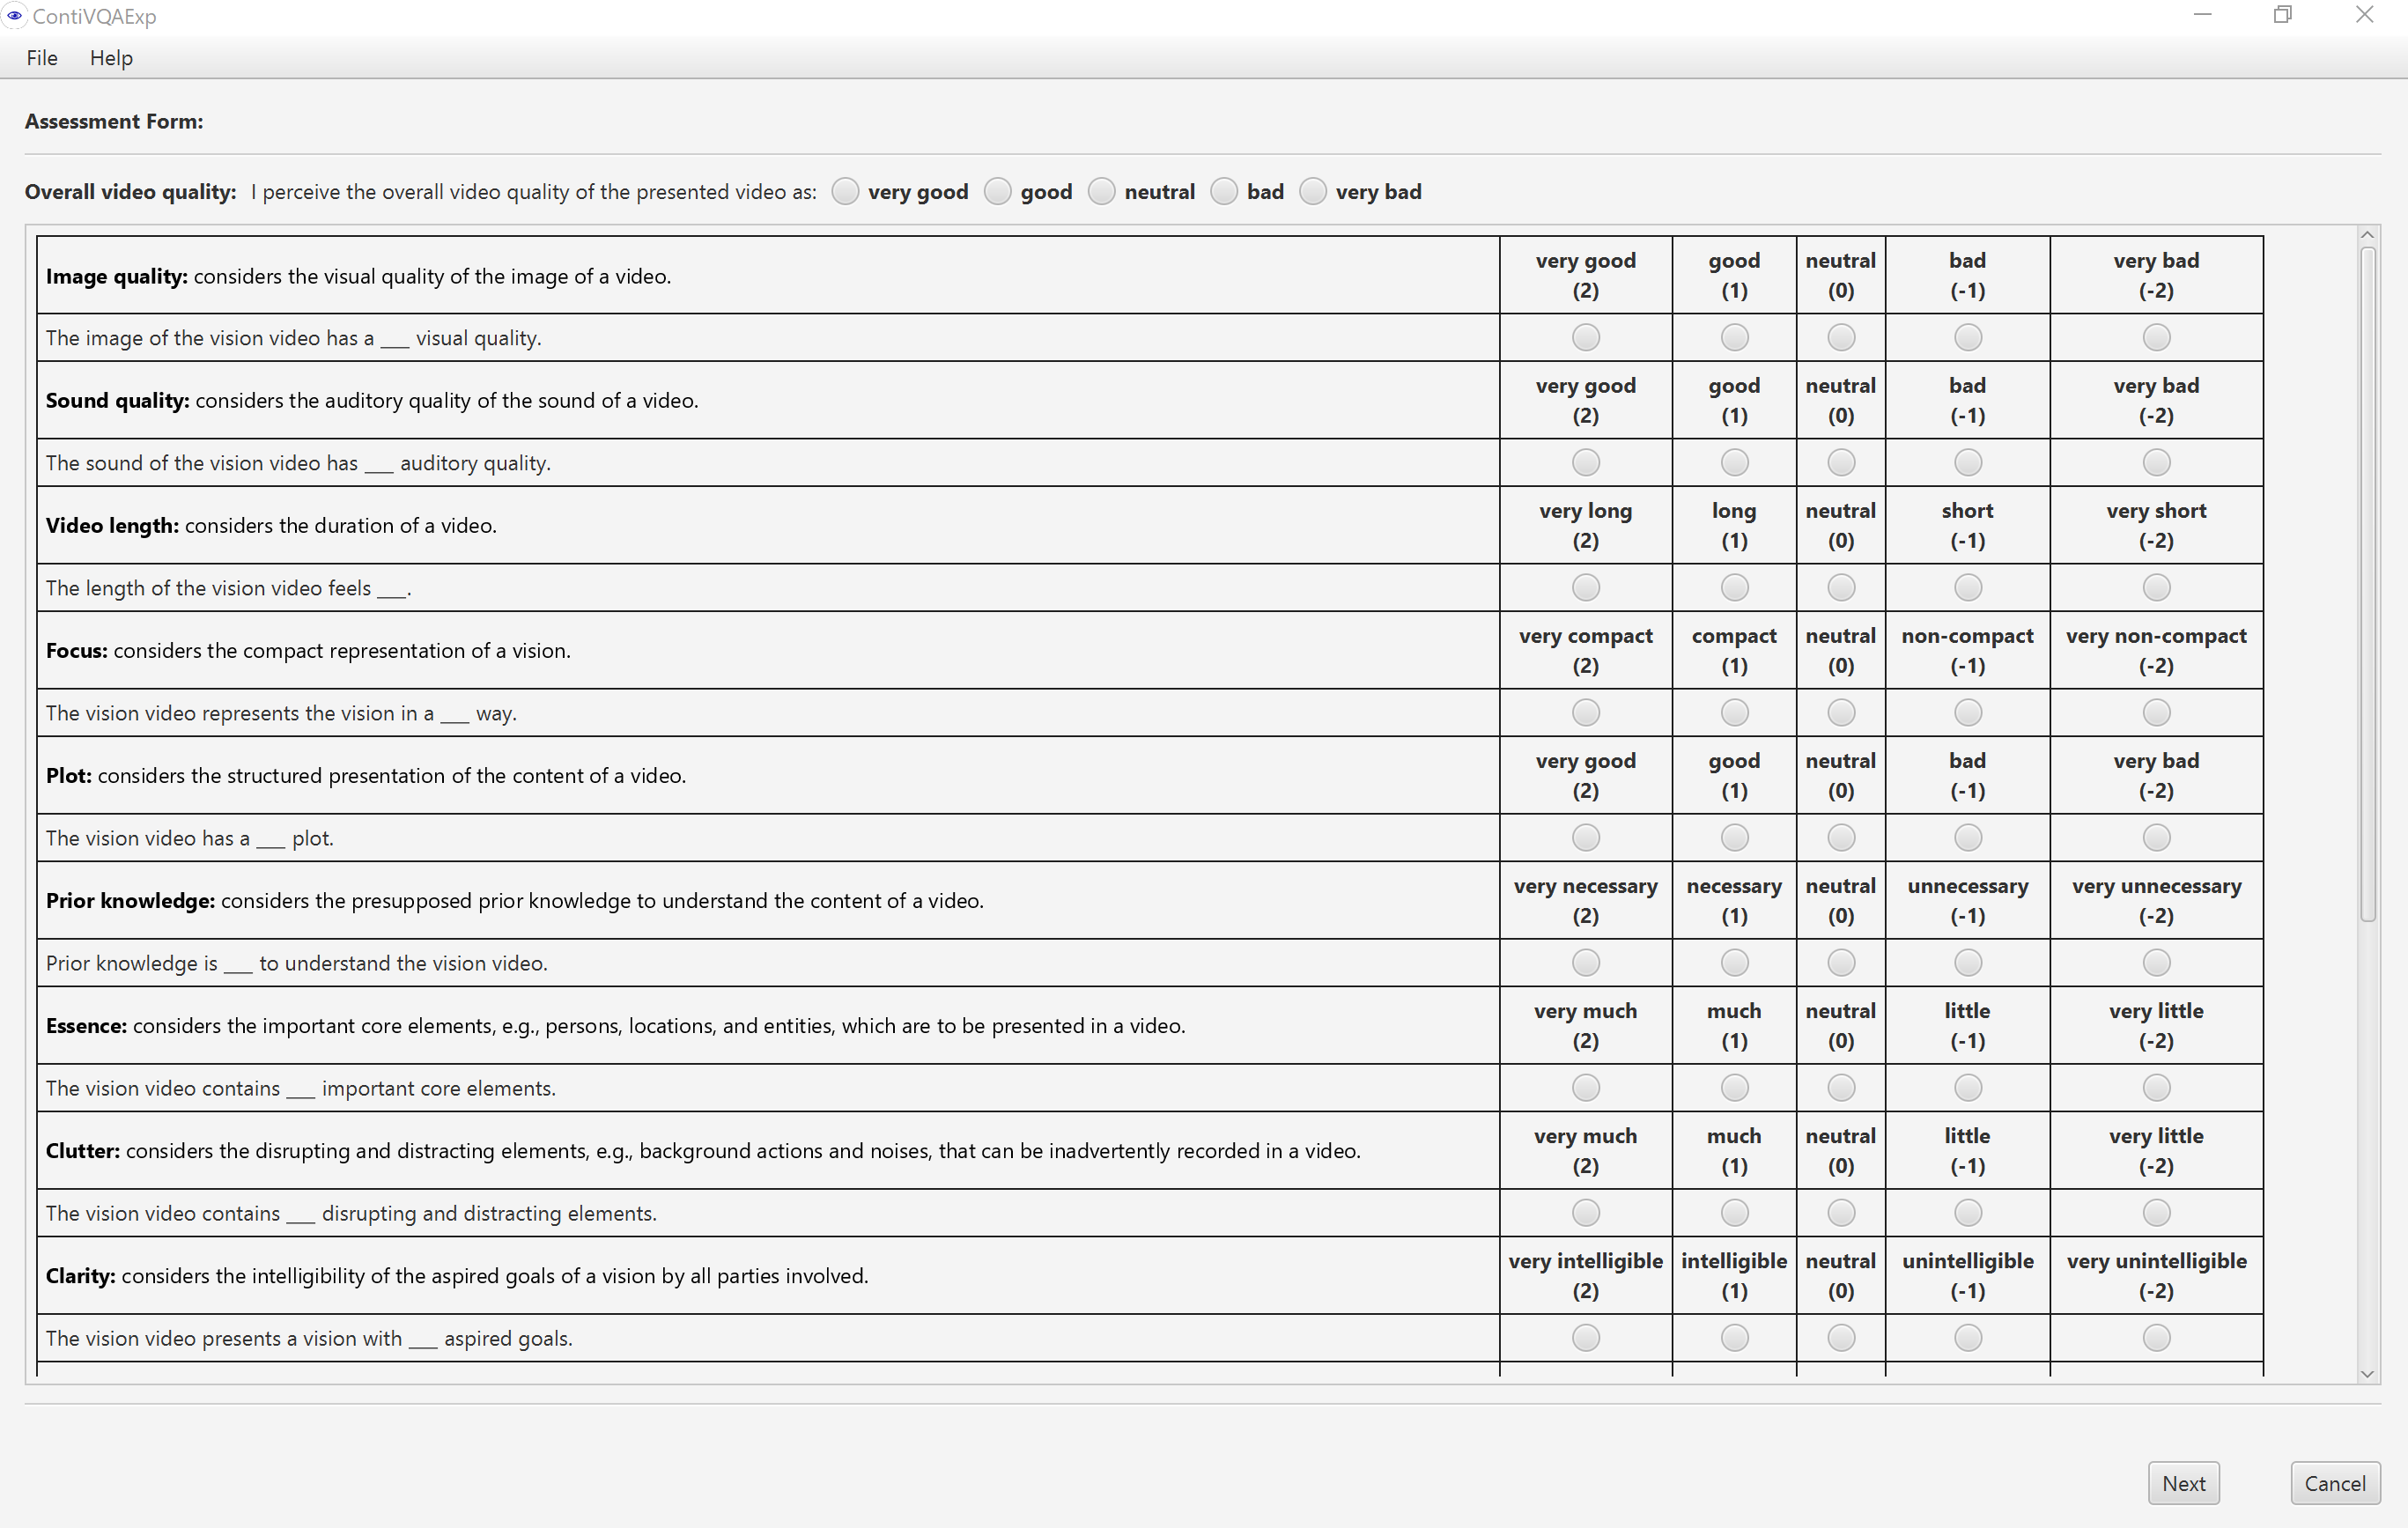 ContiVQAExp
File Help
Assessment Form:
Overall video quality: I perceive the overall video quality of the presented video as: very good good neutral bad very bad
Image quality: considers the visual quality of the image of a video. very good (2) good (1) neutral (0) bad (-1) very bad (-2)
The image of the vision video has a ___ visual quality.
Sound quality: considers the auditory quality of the sound of a video. very good (2) good (1) neutral (0) bad (-1) very bad (-2)
The sound of the vision video has ___ auditory quality.
Video length: considers the duration of a video. very long (2) long (1) neutral (0) short (-1) very short (-2)
The length of the vision video feels ___.
Focus: considers the compact representation of a vision. very compact (2) compact (1) neutral (0) non-compact (-1) very non-compact (-2)
The vision video represents the vision in a ___ way.
Plot: considers the structured presentation of the content of a video. very good (2) good (1) neutral (0) bad (-1) very bad (-2)
The vision video has a ___ plot.
Prior knowledge: considers the presupposed prior knowledge to understand the content of a video. very necessary (2) necessary (1) neutral (0) unnecessary (-1) very unnecessary (-2)
Prior knowledge is ___ to understand the vision video.
Essence: considers the important core elements, e.g., persons, locations, and entities, which are to be presented in a video. very much (2) much (1) neutral (0) little (-1) very little (-2)
The vision video contains ___ important core elements.
Clutter: considers the disrupting and distracting elements, e.g., background actions and noises, that can be inadvertently recorded in a video. very much (2) much (1) neutral (0) little (-1) very little (-2)
The vision video contains ___ disrupting and distracting elements.
Clarity: considers the intelligibility of the aspired goals of a vision by all parties involved. very intelligible (2) intelligible (1) neutral (0) unintelligible (-1) very unintelligible (-2)
The vision video presents a vision with ___ aspired goals.
Next Cancel